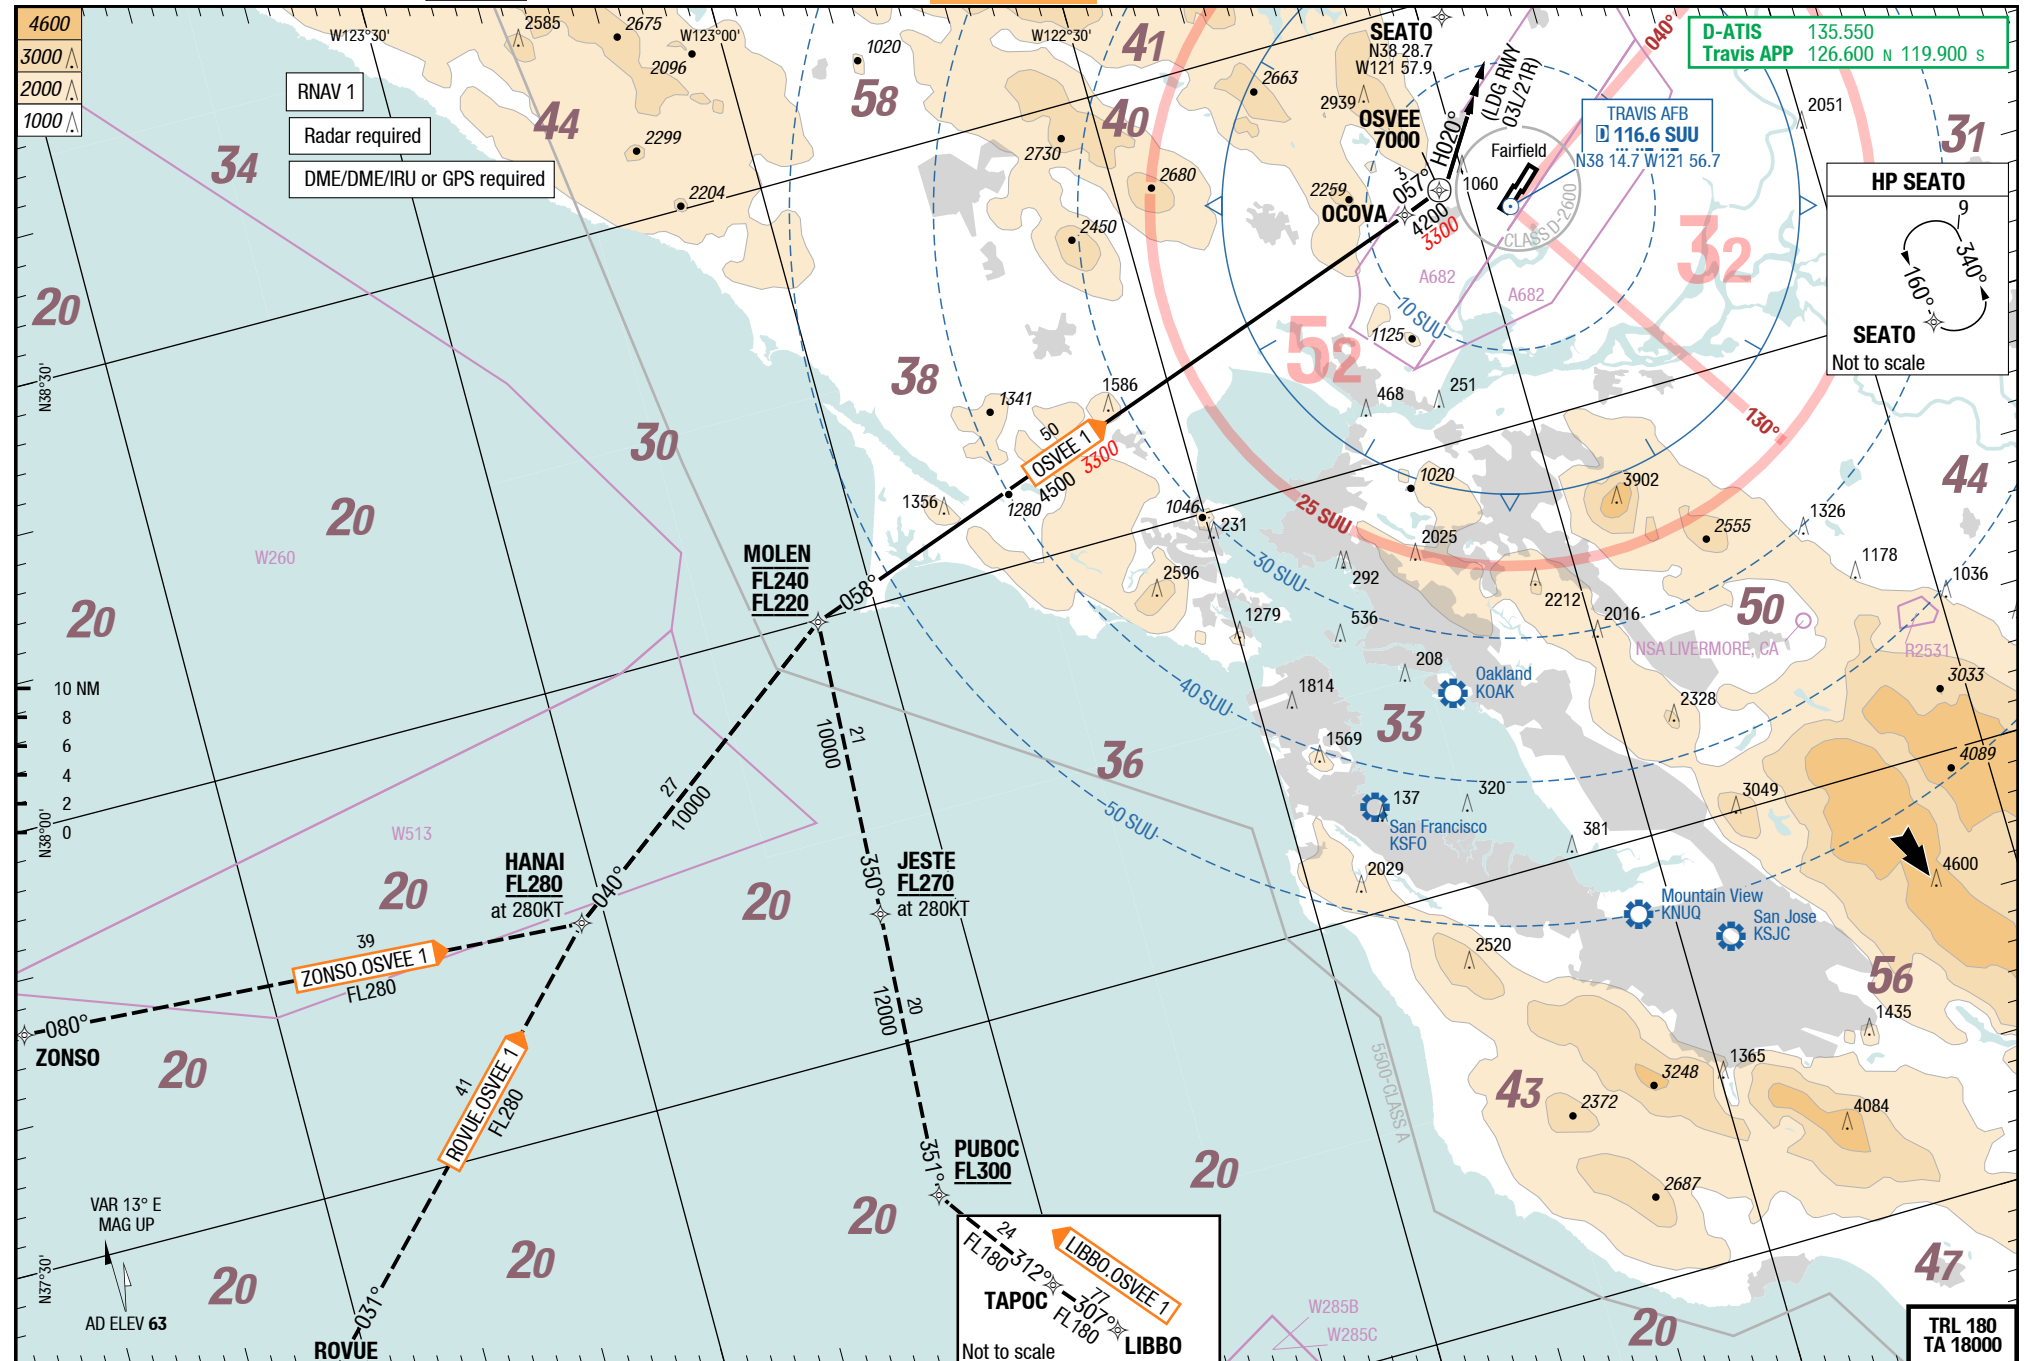 4600
3000
2000
1000
RNAV 1
Radar required
DME/DME/IRU or GPS required
W123°30'
W123°00'
W122°30'
2585
2675
2096
1020
2299
2204
2730
2450
2680
2663
2939
2259
44
58
41
40
34
20
38
30
20
20
SEATO
N38 28.7
W121 57.9
OSVEE
7000
H020°
(LDG RWY
03L/21R)
040°
D-ATIS 135.550
Travis APP 126.600 N 119.900 S
TRAVIS AFB
D 116.6 SUU
N38 14.7 W121 56.7
Fairfield
CLASS D-2600
1060
2051
31
32
52
HP SEATO
9
340°
160°
SEATO
Not to scale
OCOVA
3
057°
4200
3300
A682
A682
10 SUU
1125
468
251
130°
25 SUU
30 SUU
40 SUU
50 SUU
N38°30'
W260
1341
1586
50
OSVEE 1
3300
4500
1356
1280
1046
231
2596
1279
1020
3902
2555
1326
1178
1036
44
2025
292
2212
2016
536
208
50
NSA LIVERMORE, CA
R2531
3033
2328
4089
Oakland
KOAK
1814
33
1569
137
San Francisco
KSFO
320
381
3049
4600
2029
Mountain View
KNUQ
San Jose
KSJC
2520
56
1435
1365
3248
2372
43
4084
2687
47
36
MOLEN
FL240
FL220
058°
10 NM
8
6
4
2
0
N38°00'
W513
20
20
27
10000
21
10000
HANAI
FL280
at 280KT
040°
JESTE
FL270
at 280KT
350°
39
ZONSO.OSVEE 1
FL280
080°
ZONSO
20
41
ROVUE.OSVEE 1
FL280
20
12000
351°
PUBOC
FL300
20
20
20
20
5500-CLASS A
VAR 13° E
MAG UP
N37°30'
AD ELEV 63
031°
ROVUE
24
FL180
312°
TAPOC
LIBBO.OSVEE 1
77
307°
FL180
LIBBO
Not to scale
W285B
W285C
20
TRL 180
TA 18000